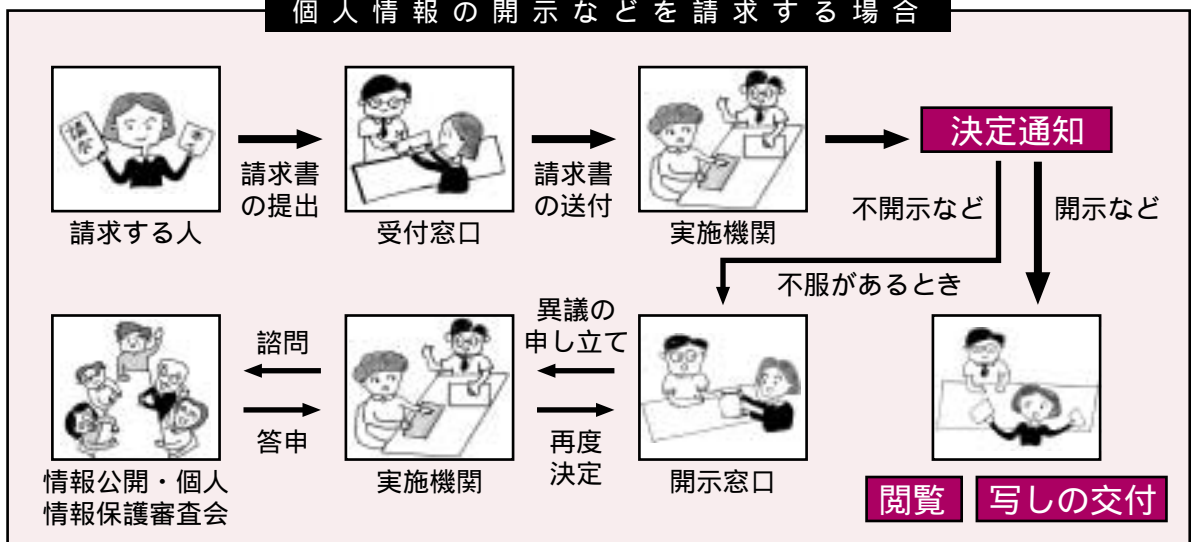 個人情報の開示などを請求する場合
請求
請求書
の提出
請求書
の送付
決定通知
請求する人
受付窓口
実施機関
不開示など
開示など
不服があるとき
諮問
答申
異議の
申し立て
再度
決定
情報公開・個人
情報保護審査会
実施機関
開示窓口
閲覧
写しの交付